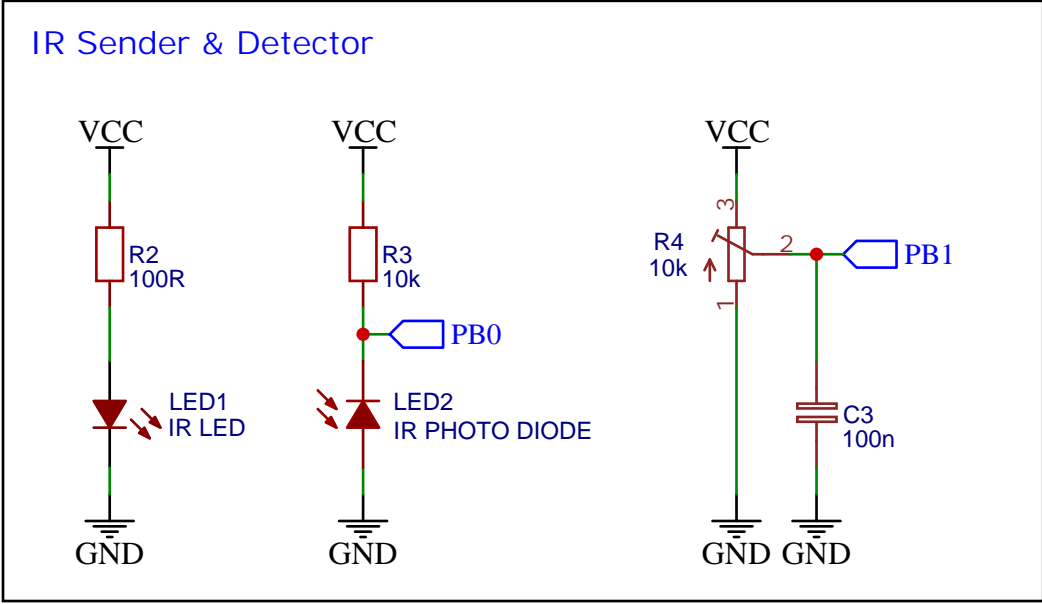 IR Sender & Detector
VCC
VCC
VCC
R2
100R
R3
10k
R4
10k
3
2
1
PB1
PB0
LED1
IR LED
LED2
IR PHOTO DIODE
C3
100n
GND
GND
GND
GND